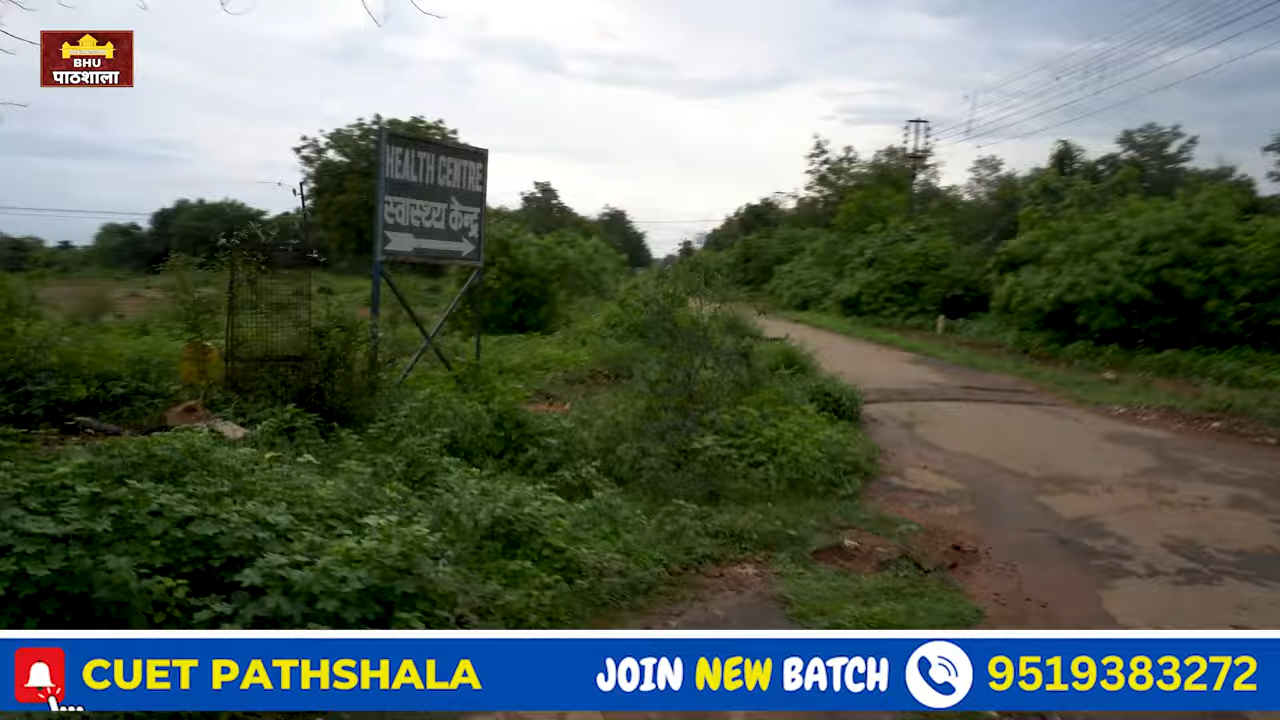 BHU
पाठशाला
HEALTH CENTRE
स्वास्थ्य केन्द्र
CUET PATHSHALA
JOIN NEW BATCH
9519383272